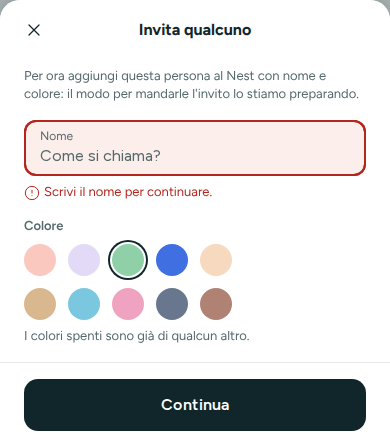 Invita qualcuno
Per ora aggiungi questa persona al Nest con nome e
colore: il modo per mandarle l'invito lo stiamo preparando.
Nome
Come si chiama?
Scrivi il nome per continuare.
Colore
I colori spenti sono già di qualcun altro.
Continua